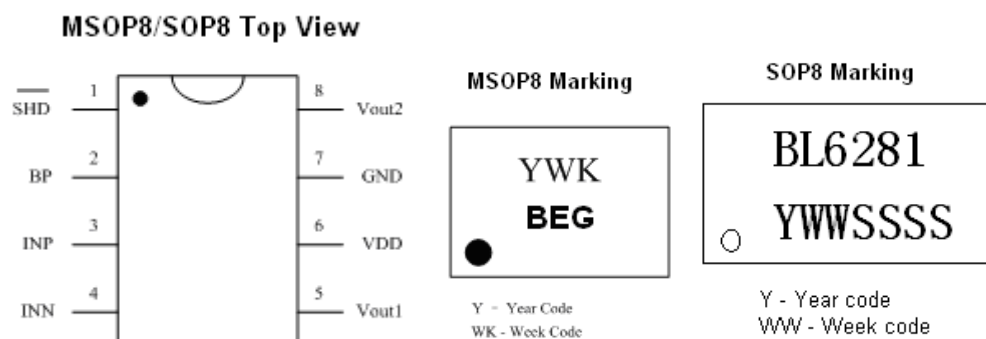 MSOP8/SOP8 Top View
1
SHD
2
BP
3
INP
4
INN
8
Vout2
7
GND
6
VDD
5
Vout1
MSOP8 Marking
YWK
BEG
Y - Year Code
WK - Week Code
SOP8 Marking
BL6281
YWWSSSS
Y - Year code
WW - Week code